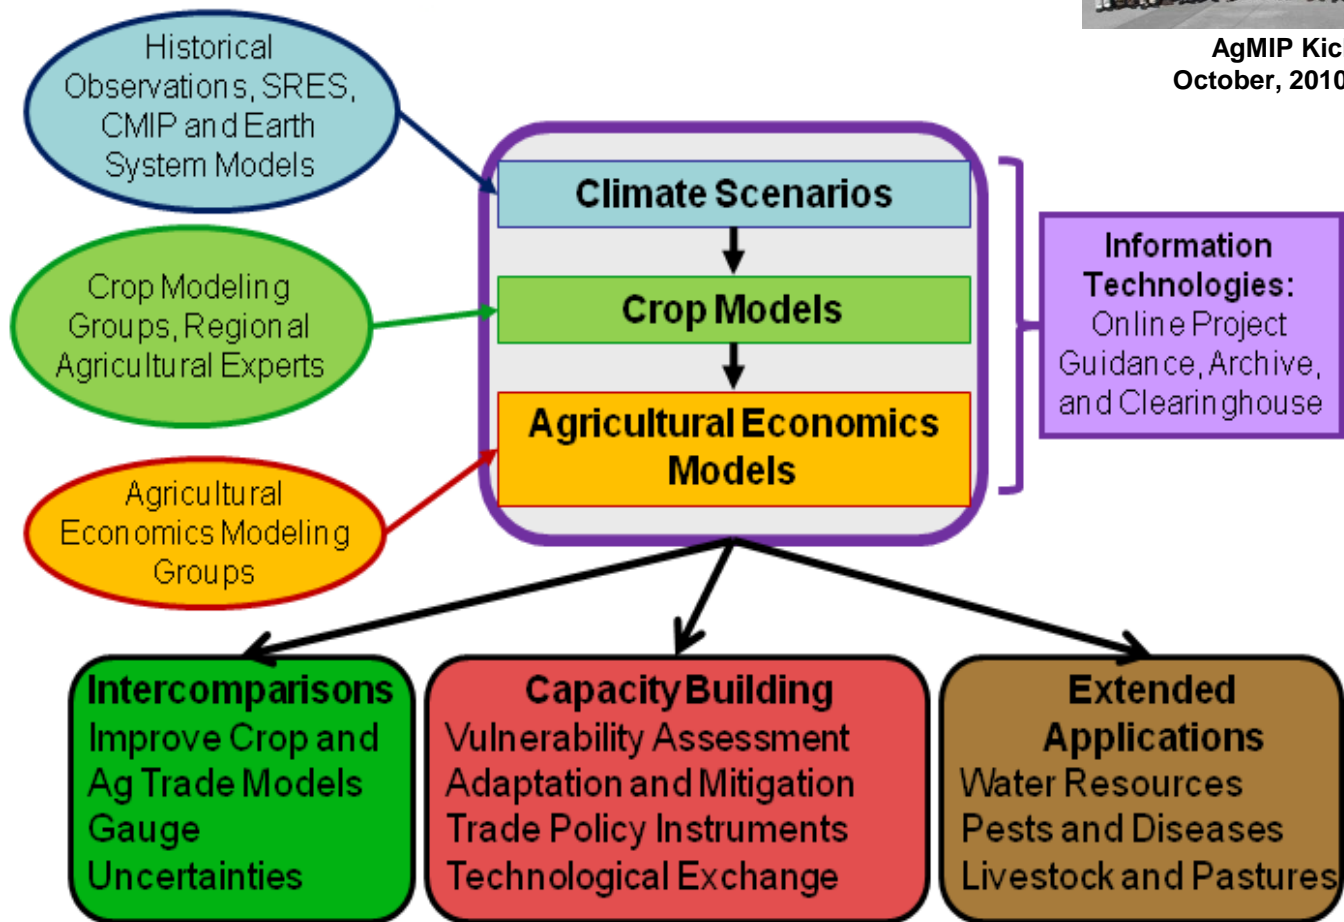 AgMIP Kic
October, 2010
Historical
Observations, SRES,
CMIP and Earth
System Models
Climate Scenarios
Crop Modeling
Groups, Regional
Agricultural Experts
Crop Models
Information
Technologies:
Online Project
Guidance, Archive,
and Clearinghouse
Agricultural Economics
Models
Agricultural
Economics Modeling
Groups
Intercomparisons
Improve Crop and
Ag Trade Models
Gauge
Uncertainties
Capacity Building
Vulnerability Assessment
Adaptation and Mitigation
Trade Policy Instruments
Technological Exchange
Extended
Applications
Water Resources
Pests and Diseases
Livestock and Pastures